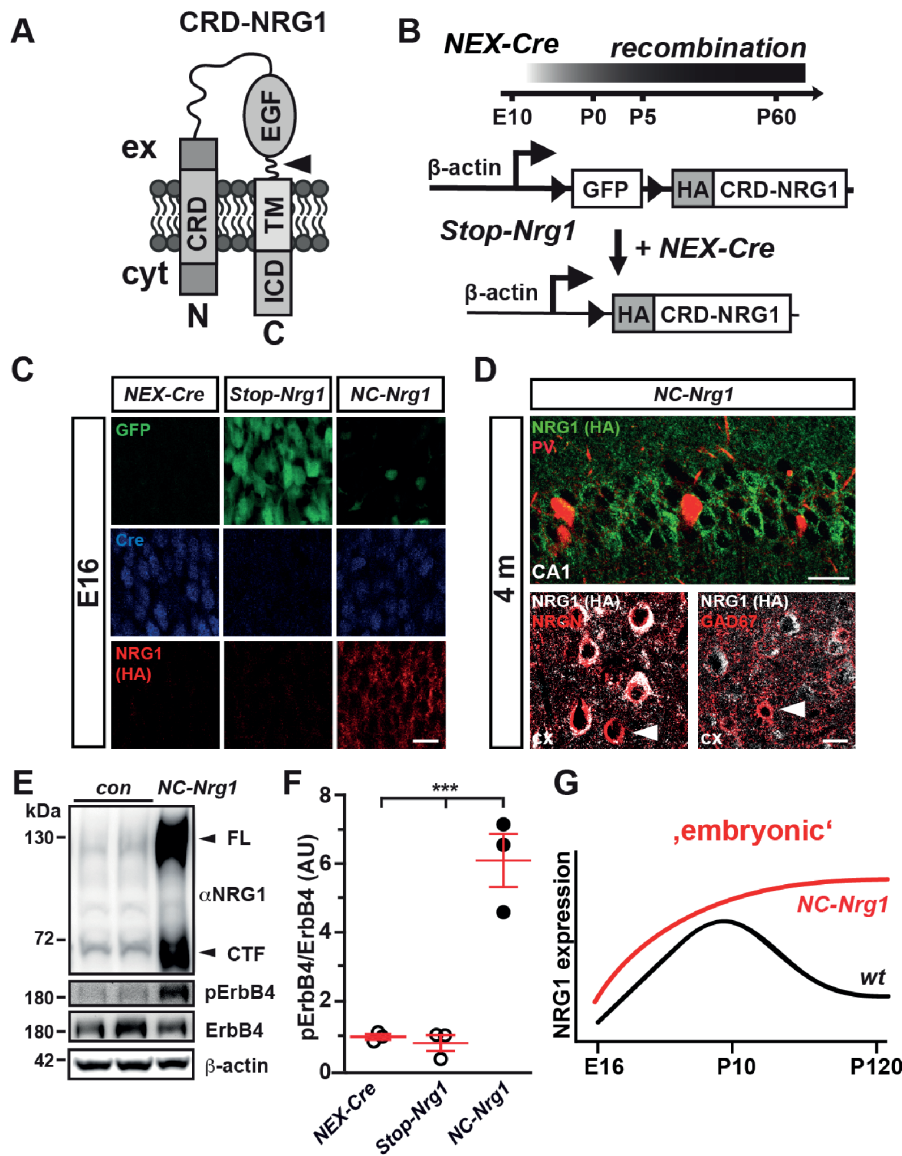 A
CRD-NRG1
ex
cyt
CRD
EGF
TM
ICD
N
C
B
NEX-Cre
recombination
E10
P0
P5
P60
β-actin
GFP
HA
CRD-NRG1
Stop-Nrg1
+ NEX-Cre
β-actin
HA
CRD-NRG1
C
NEX-Cre
Stop-Nrg1
NC-Nrg1
E16
GFP
Cre
NRG1
(HA)
D
NC-Nrg1
4 m
NRG1 (HA)
PV
CA1
NRG1 (HA)
NRGN
CX
NRG1 (HA)
GAD67
CX
E
con
NC-Nrg1
kDa
130
FL
αNRG1
72
CTF
180
pErbB4
180
ErbB4
42
β-actin
F
***
pErbB4/ErbB4 (AU)
8
6
4
2
0
NEX-Cre
Stop-Nrg1
NC-Nrg1
G
‚embryonic‘
NC-Nrg1
wt
NRG1 expression
E16
P10
P120